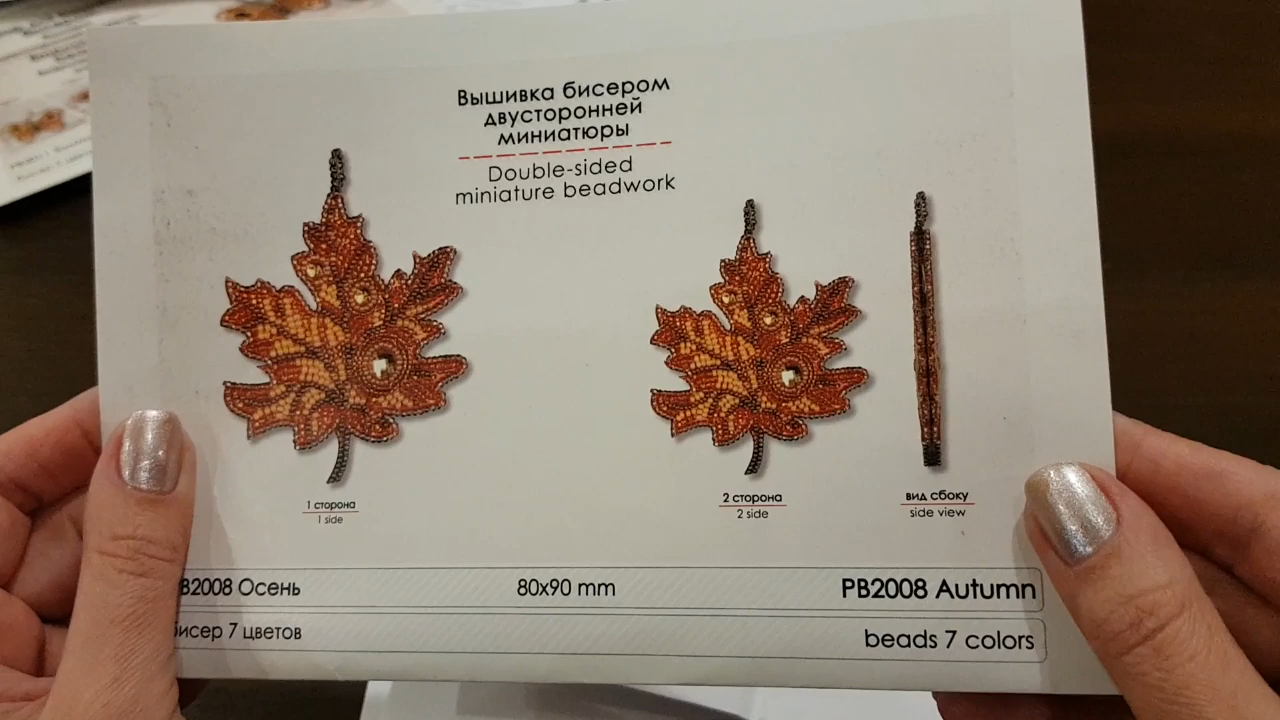 Вышивка бисером
двусторонней
миниатюры
Double-sided
miniature beadwork
1 сторона
1 side
2 сторона
2 side
вид сбоку
side view
B2008 Осень
80x90 mm
PB2008 Autumn
бисер 7 цветов
beads 7 colors